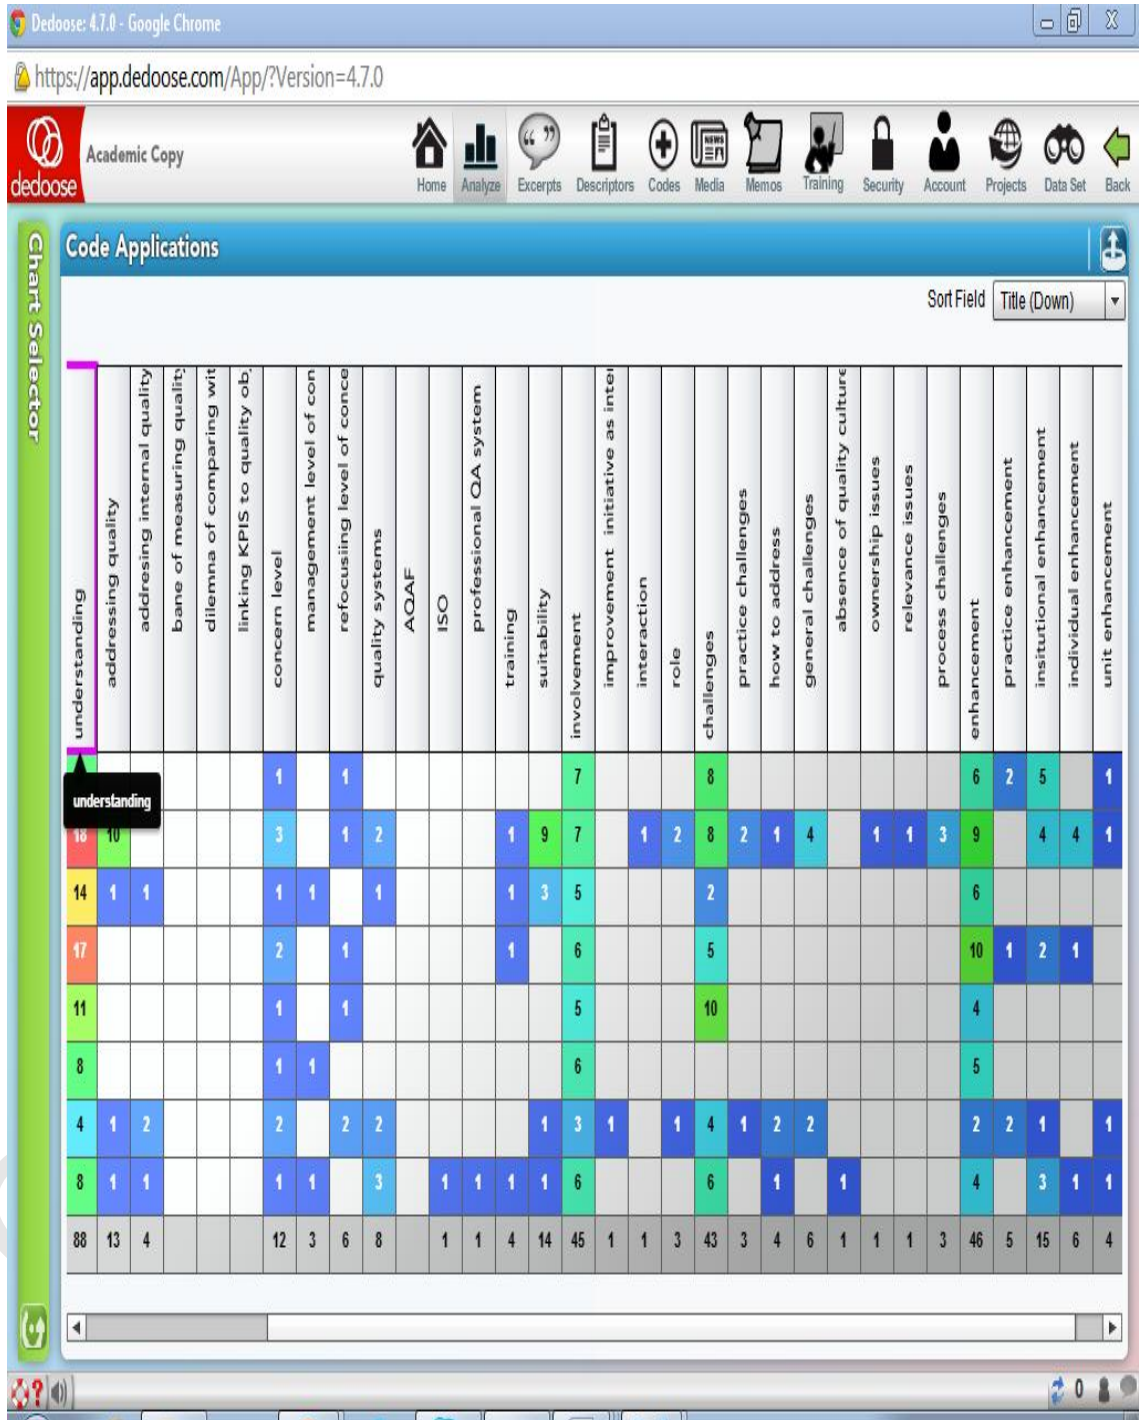 Dedoose: 4.7.0 - Google Chrome
https://app.dedoose.com/App/?Version=4.7.0
dedoose
Academic Copy
Home Analyze Excerpts Descriptors Codes Media Memos Training Security Account Projects Data Set Back
Chart Selector
Code Applications
Sort Field Title (Down)
understanding
addressing quality
addresing internal quality
bane of measuring quality
dilemna of comparing wit
linking KPIS to quality ob
concern level
management level of con
refocusiing level of conce
quality systems
AQAF
ISO
professional QA system
training
suitability
involvement
improvement initiative as inter
interaction
role
challenges
practice challenges
how to address
general challenges
absence of quality culture
ownership issues
relevance issues
process challenges
enhancement
practice enhancement
insitutional enhancement
individual enhancement
unit enhancement
understanding
1 1 7 8 6 2 5 1
18 10 3 1 2 1 9 7 1 2 8 2 1 4 1 1 3 9 4 4 1
14 1 1 1 1 1 1 3 5 2 6
17 2 1 1 6 5 10 1 2 1
11 1 1 5 10 4
8 1 1 6 5
4 1 2 2 2 2 1 3 1 1 4 1 2 2 2 2 1 1
8 1 1 1 1 3 1 1 1 1 6 6 1 1 4 3 1 1
88 13 4 12 3 6 8 1 1 4 14 45 1 1 3 43 3 4 6 1 1 1 3 46 5 15 6 4
0